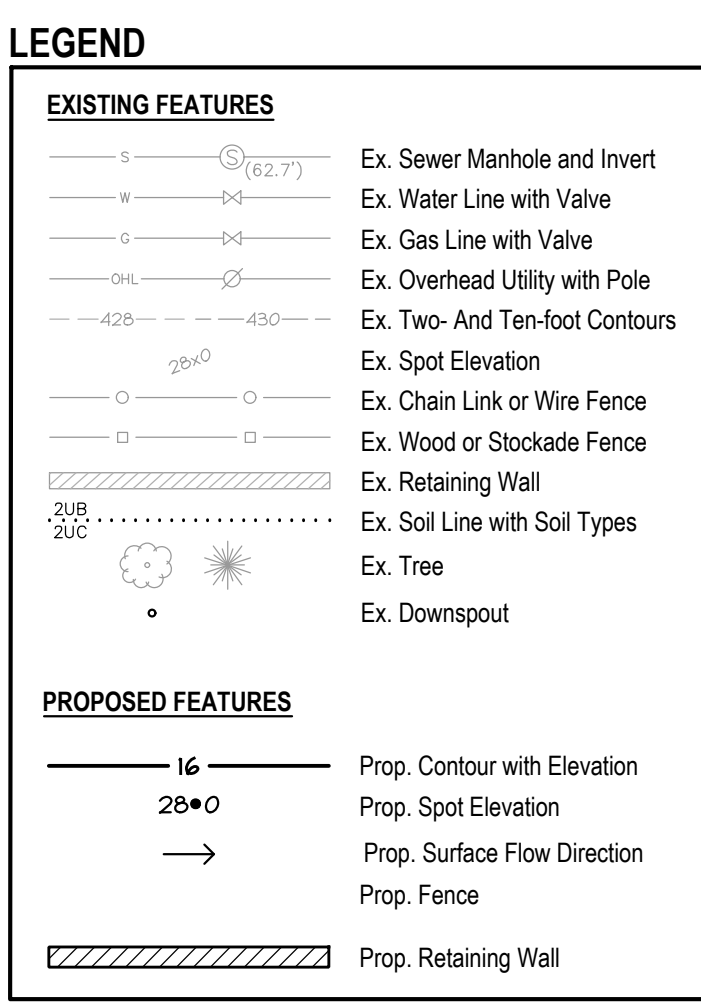 LEGEND
EXISTING FEATURES
S S (62.7') Ex. Sewer Manhole and Invert
W Ex. Water Line with Valve
G Ex. Gas Line with Valve
OHL Ex. Overhead Utility with Pole
428 430 Ex. Two- And Ten-foot Contours
28x0 Ex. Spot Elevation
Ex. Chain Link or Wire Fence
Ex. Wood or Stockade Fence
Ex. Retaining Wall
2UB
2UC Ex. Soil Line with Soil Types
Ex. Tree
Ex. Downspout
PROPOSED FEATURES
16 Prop. Contour with Elevation
28•0 Prop. Spot Elevation
Prop. Surface Flow Direction
Prop. Fence
Prop. Retaining Wall